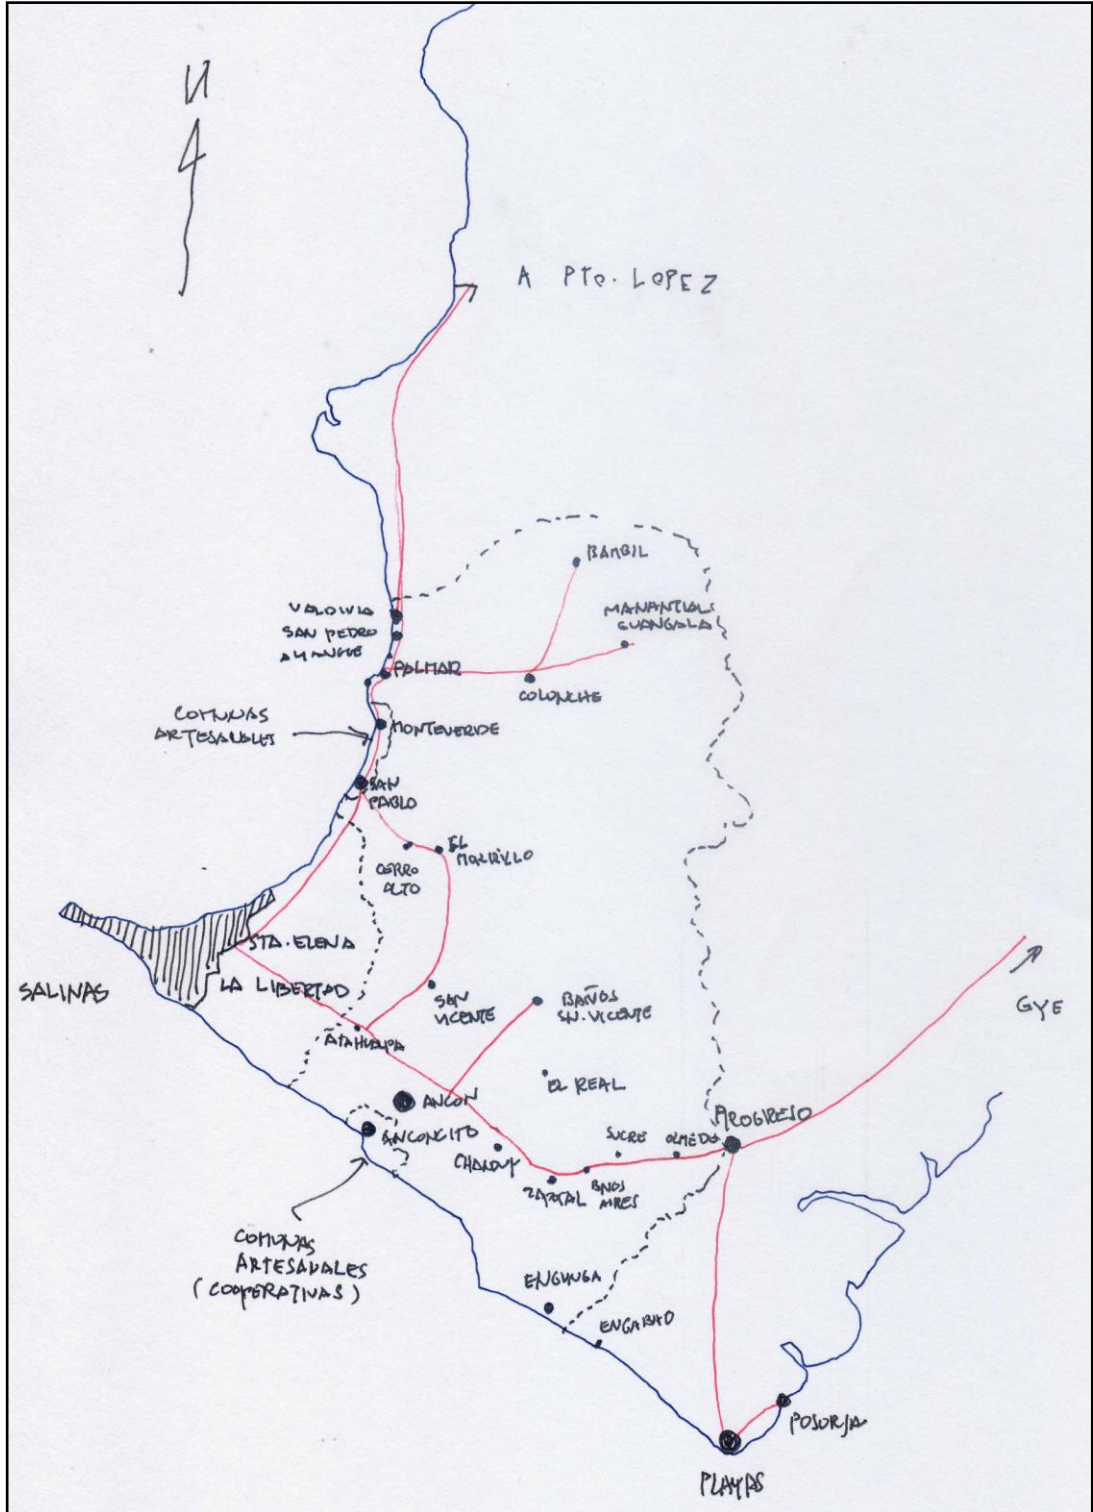 N
A PTO. LOPEZ
BAMBIL
VALDIVIA
SAN PEDRO
AYANGUE
MANANTIAL
GUANGALA
PALMAR
COLONCHE
COMUNAS
ARTESANALES
MONTEVERDE
SAN
PABLO
EL
MORRILLO
CERRO
ALTO
STA. ELENA
LA LIBERTAD
SALINAS
SAN
VICENTE
BAÑOS
SN. VICENTE
GYE
ATAHUALPA
EL REAL
ANCON
PROGRESO
ANCONCITO
SUCRE
OLMEDO
CHANDUY
ZAPOTAL
BNOS
AIRES
COMUNAS
ARTESANALES
(COOPERATIVAS)
ENGUNGA
ENGABAO
POSORJA
PLAYAS